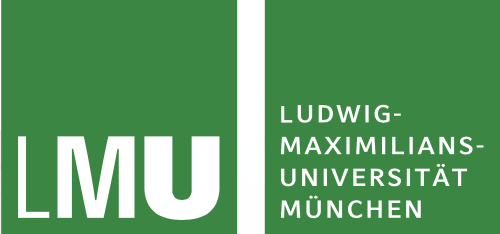 LMU
LUDWIG-
MAXIMILIANS-
UNIVERSITÄT
MÜNCHEN